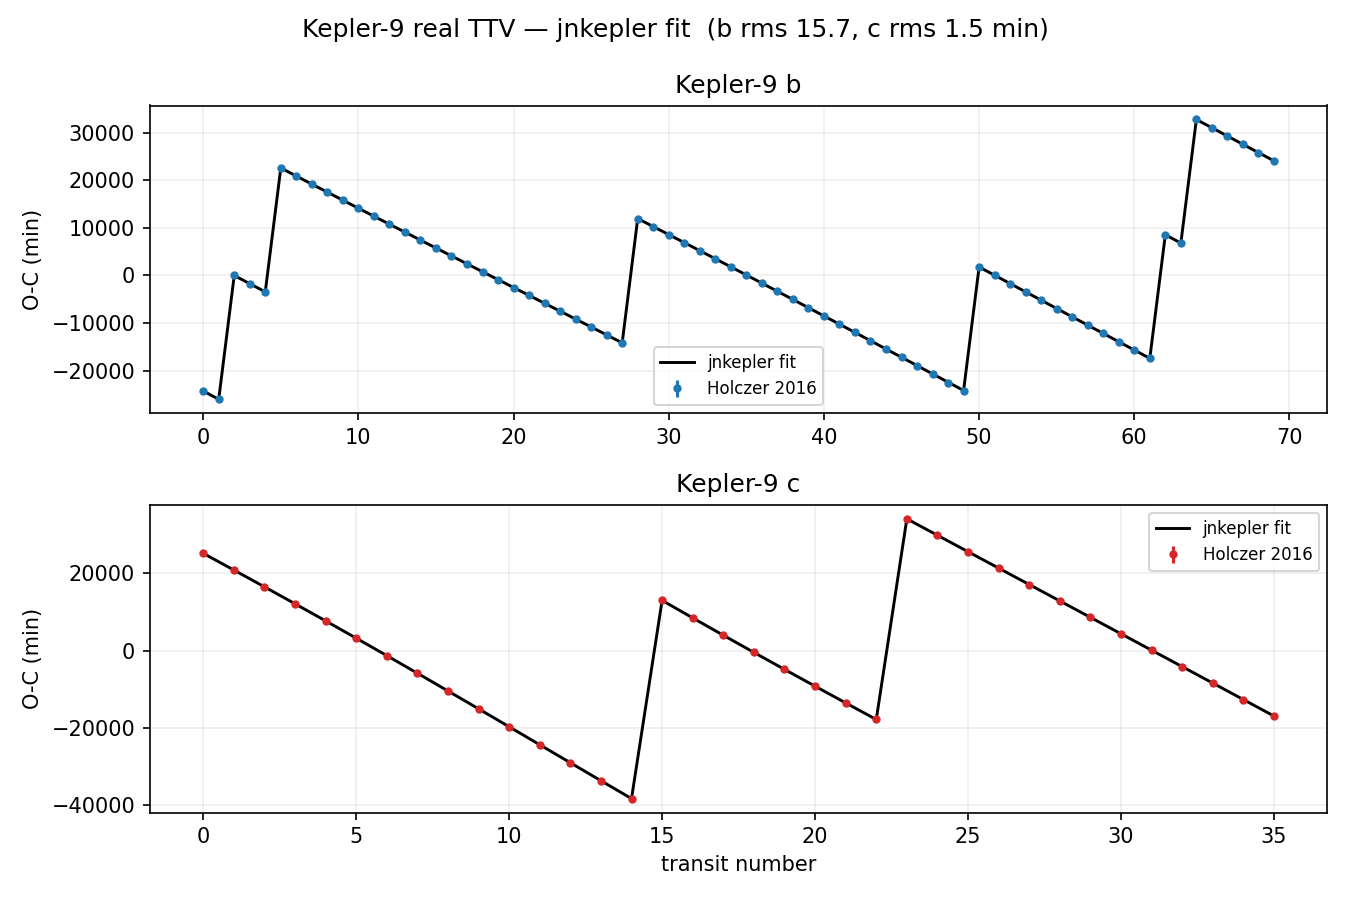 Kepler-9 real TTV — jnkepler fit  (b rms 15.7, c rms 1.5 min)
Kepler-9 b
O-C (min)
30000
20000
10000
0
−10000
−20000
jnkepler fit
Holczer 2016
0 10 20 30 40 50 60 70
Kepler-9 c
O-C (min)
20000
0
−20000
−40000
jnkepler fit
Holczer 2016
0 5 10 15 20 25 30 35
transit number